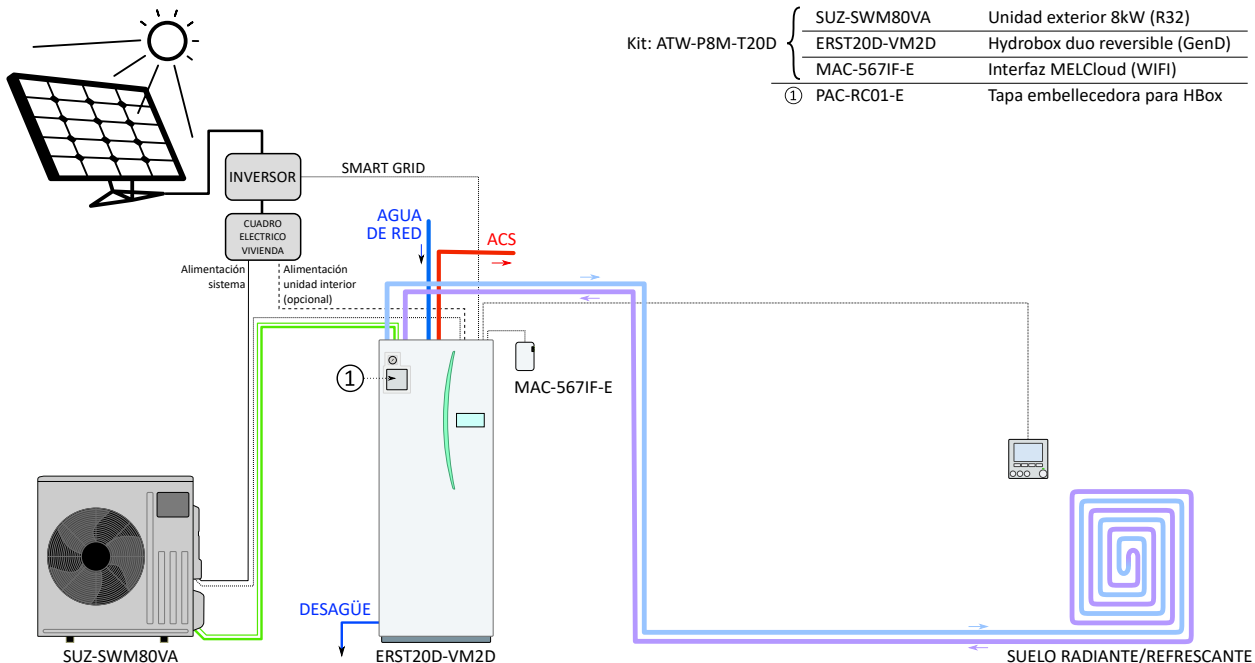 Kit: ATW-P8M-T20D
SUZ-SWM80VA Unidad exterior 8kW (R32)
ERST20D-VM2D Hydrobox duo reversible (GenD)
MAC-567IF-E Interfaz MELCloud (WIFI)
① PAC-RC01-E Tapa embellecedora para HBox
INVERSOR
SMART GRID
CUADRO
ELECTRICO
VIVIENDA
AGUA
DE RED
ACS
Alimentación
sistema
Alimentación
unidad interior
(opcional)
①
MAC-567IF-E
DESAGÜE
SUZ-SWM80VA
ERST20D-VM2D
SUELO RADIANTE/REFRESCANTE